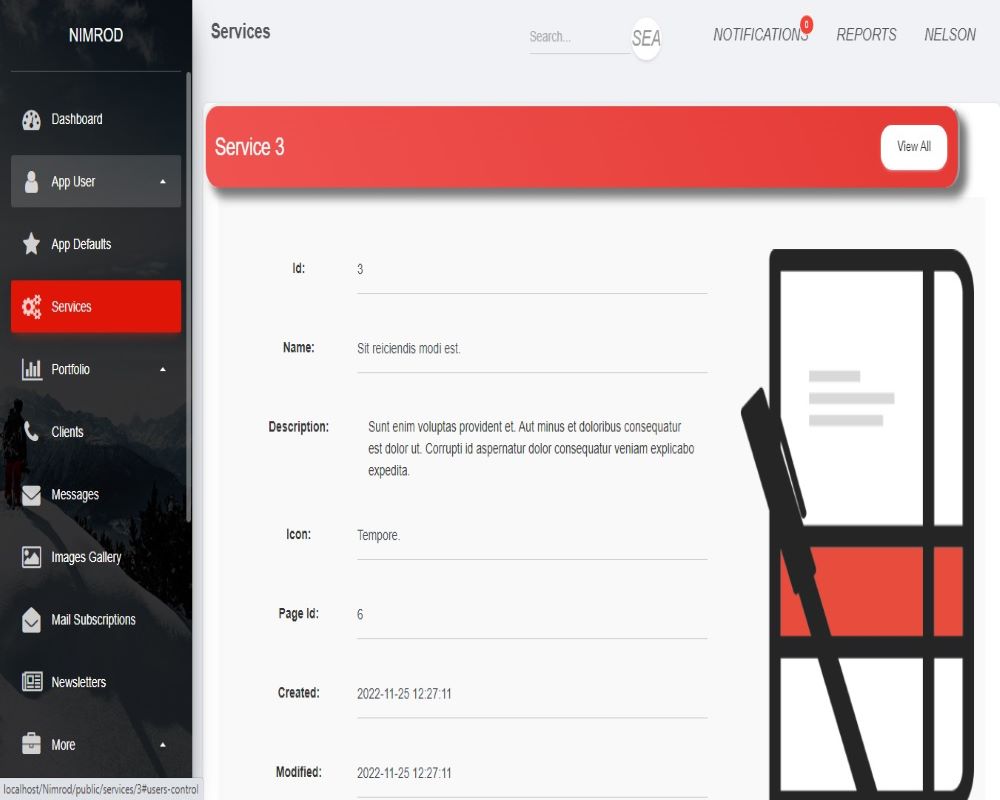 NIMROD
Dashboard
App User
App Defaults
Services
Portfolio
Clients
Messages
Images Gallery
Mail Subscriptions
Newsletters
More
localhost/Nimrod/public/services/3#users-control
Services
Search...
SEA
NOTIFICATIONS
0
REPORTS
NELSON
Service 3
View All
Id:
3
Name:
Sit reiciendis modi est.
Description:
Sunt enim voluptas provident et. Aut minus et doloribus consequatur
est dolor ut. Corrupti id aspernatur dolor consequatur veniam explicabo
expedita.
Icon:
Tempore.
Page Id:
6
Created:
2022-11-25 12:27:11
Modified:
2022-11-25 12:27:11